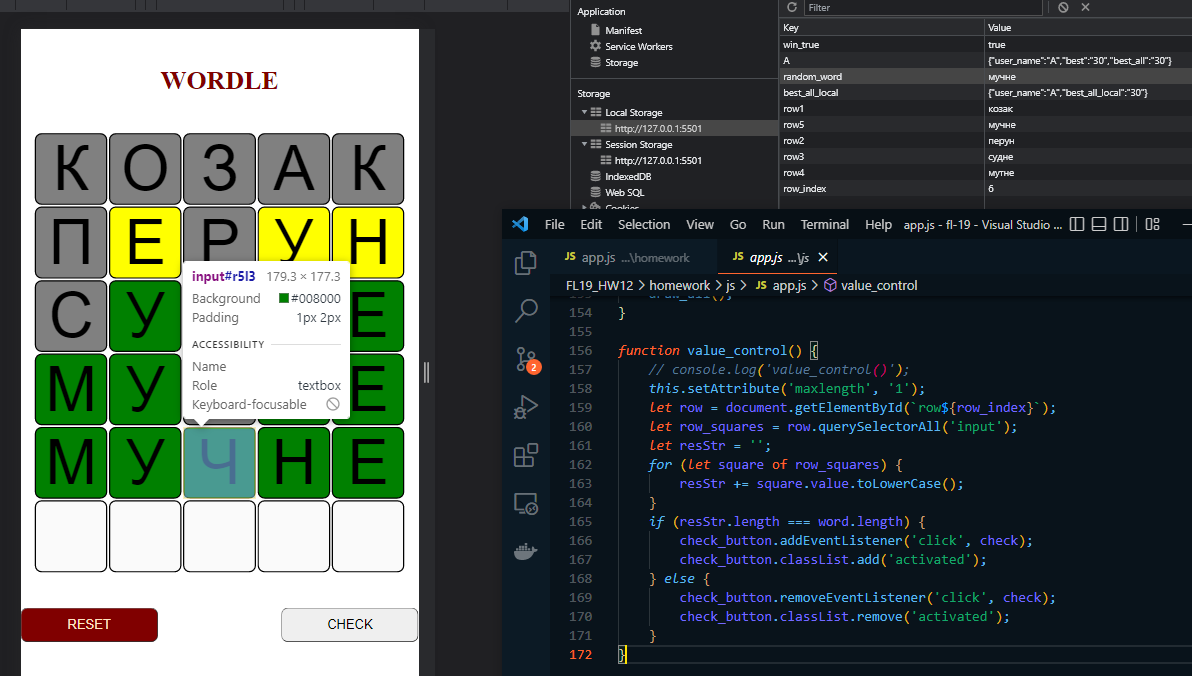 WORDLE
К О З А К
П Е Р У Н
С У Е
М У Е
М У Ч Н Е
input#r5l3 179.3 × 177.3
Background #008000
Padding 1px 2px
ACCESSIBILITY
Name
Role textbox
Keyboard-focusable
RESET CHECK
Application
Manifest
Service Workers
Storage
Storage
Local Storage
http://127.0.0.1:5501
Session Storage
http://127.0.0.1:5501
IndexedDB
Web SQL
Cookies
Filter
Key Value
win_true true
A {"user_name":"A","best":"30","best_all":"30"}
random_word мучне
best_all_local {"user_name":"A","best_all_local":"30"}
row1 козак
row5 мучне
row2 перун
row3 судне
row4 мутне
row_index 6
File Edit Selection View Go Run Terminal Help app.js - fl-19 - Visual Studio ...
JS app.js ...\homework JS app.js ...\js
FL19_HW12 > homework > js > JS app.js > value_control
2
154 }
155
156 function value_control() {
157 // console.log('value_control()');
158 this.setAttribute('maxlength', '1');
159 let row = document.getElementById(`row${row_index}`);
160 let row_squares = row.querySelectorAll('input');
161 let resStr = '';
162 for (let square of row_squares) {
163 resStr += square.value.toLowerCase();
164 }
165 if (resStr.length === word.length) {
166 check_button.addEventListener('click', check);
167 check_button.classList.add('activated');
168 } else {
169 check_button.removeEventListener('click', check);
170 check_button.classList.remove('activated');
171 }
172 }